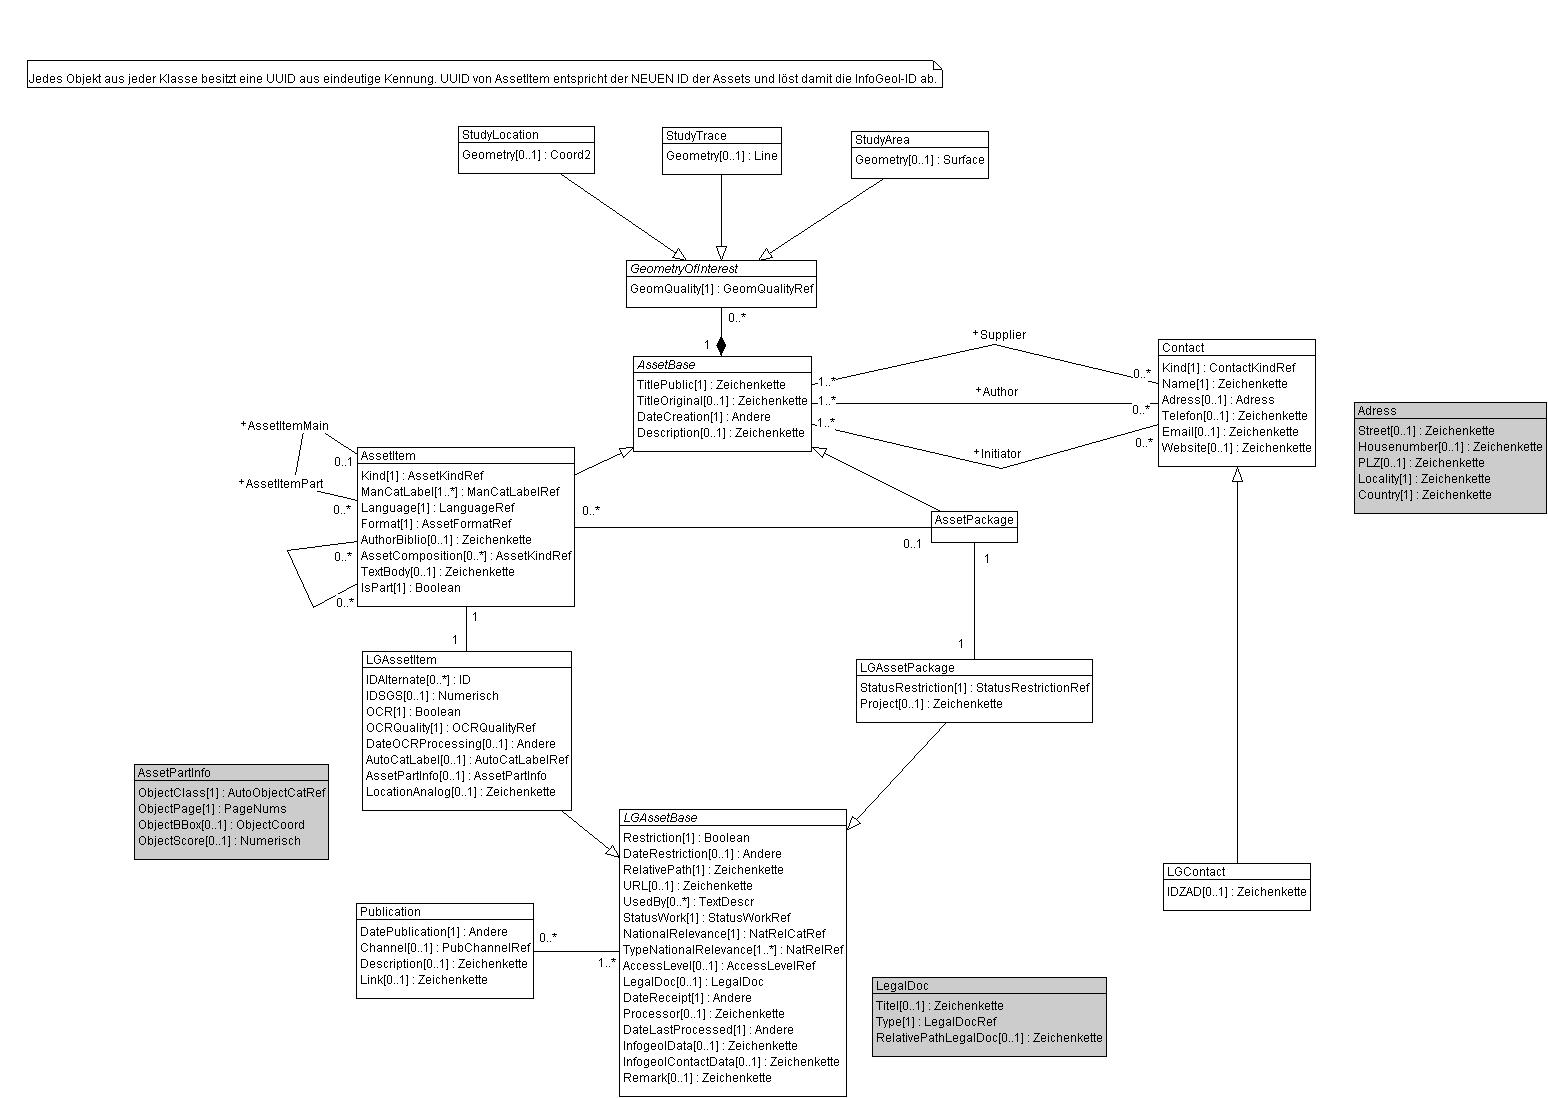 Jedes Objekt aus jeder Klasse besitzt eine UUID aus eindeutige Kennung. UUID von AssetItem entspricht der NEUEN ID der Assets und löst damit die InfoGeol-ID ab.
StudyLocation
Geometry[0..1] : Coord2
StudyTrace
Geometry[0..1] : Line
StudyArea
Geometry[0..1] : Surface
GeometryOfInterest
GeomQuality[1] : GeomQualityRef
0..*
1
AssetBase
TitlePublic[1] : Zeichenkette
TitleOriginal[0..1] : Zeichenkette
DateCreation[1] : Andere
Description[0..1] : Zeichenkette
+Supplier
1..*
0..*
+Author
1..*
0..*
+Initiator
1..*
0..*
Contact
Kind[1] : ContactKindRef
Name[1] : Zeichenkette
Adress[0..1] : Adress
Telefon[0..1] : Zeichenkette
Email[0..1] : Zeichenkette
Website[0..1] : Zeichenkette
Adress
Street[0..1] : Zeichenkette
Housenumber[0..1] : Zeichenkette
PLZ[0..1] : Zeichenkette
Locality[1] : Zeichenkette
Country[1] : Zeichenkette
+AssetItemMain
0..1
+AssetItemPart
0..*
0..*
0..*
AssetItem
Kind[1] : AssetKindRef
ManCatLabel[1..*] : ManCatLabelRef
Language[1] : LanguageRef
Format[1] : AssetFormatRef
AuthorBiblio[0..1] : Zeichenkette
AssetComposition[0..*] : AssetKindRef
TextBody[0..1] : Zeichenkette
IsPart[1] : Boolean
0..*
0..1
AssetPackage
1
1
1
1
LGAssetItem
IDAlternate[0..*] : ID
IDSGS[0..1] : Numerisch
OCR[1] : Boolean
OCRQuality[1] : OCRQualityRef
DateOCRProcessing[0..1] : Andere
AutoCatLabel[0..1] : AutoCatLabelRef
AssetPartInfo[0..1] : AssetPartInfo
LocationAnalog[0..1] : Zeichenkette
LGAssetPackage
StatusRestriction[1] : StatusRestrictionRef
Project[0..1] : Zeichenkette
AssetPartInfo
ObjectClass[1] : AutoObjectCatRef
ObjectPage[1] : PageNums
ObjectBBox[0..1] : ObjectCoord
ObjectScore[0..1] : Numerisch
LGAssetBase
Restriction[1] : Boolean
DateRestriction[0..1] : Andere
RelativePath[1] : Zeichenkette
URL[0..1] : Zeichenkette
UsedBy[0..*] : TextDescr
StatusWork[1] : StatusWorkRef
NationalRelevance[1] : NatRelCatRef
TypeNationalRelevance[1..*] : NatRelRef
AccessLevel[0..1] : AccessLevelRef
LegalDoc[0..1] : LegalDoc
DateReceipt[1] : Andere
Processor[0..1] : Zeichenkette
DateLastProcessed[1] : Andere
InfogeolData[0..1] : Zeichenkette
InfogeolContactData[0..1] : Zeichenkette
Remark[0..1] : Zeichenkette
LGContact
IDZAD[0..1] : Zeichenkette
Publication
DatePublication[1] : Andere
Channel[0..1] : PubChannelRef
Description[0..1] : Zeichenkette
Link[0..1] : Zeichenkette
0..*
1..*
LegalDoc
Titel[0..1] : Zeichenkette
Type[1] : LegalDocRef
RelativePathLegalDoc[0..1] : Zeichenkette